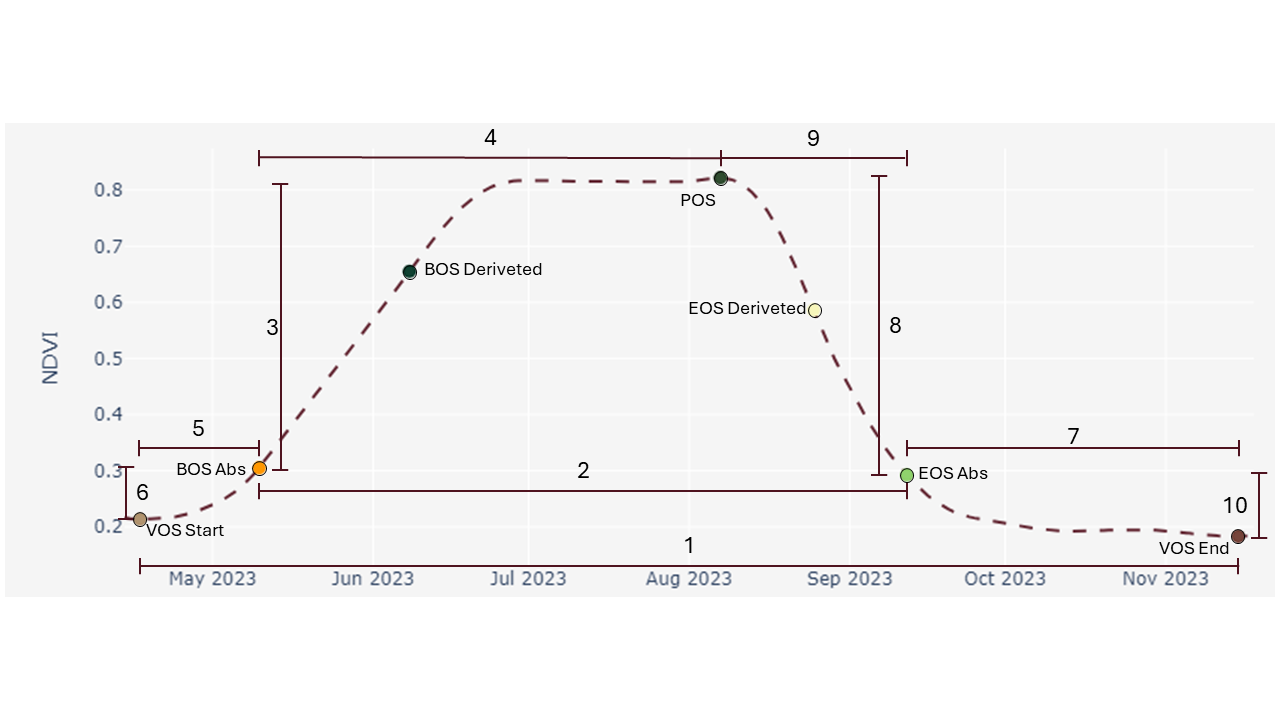 4
9
0.8
POS
0.7
BOS Deriveted
0.6
EOS Deriveted
3
8
NDVI
0.5
0.4
5
7
0.3
BOS Abs
2
EOS Abs
6
10
0.2
VOS Start
1
VOS End
May 2023
Jun 2023
Jul 2023
Aug 2023
Sep 2023
Oct 2023
Nov 2023